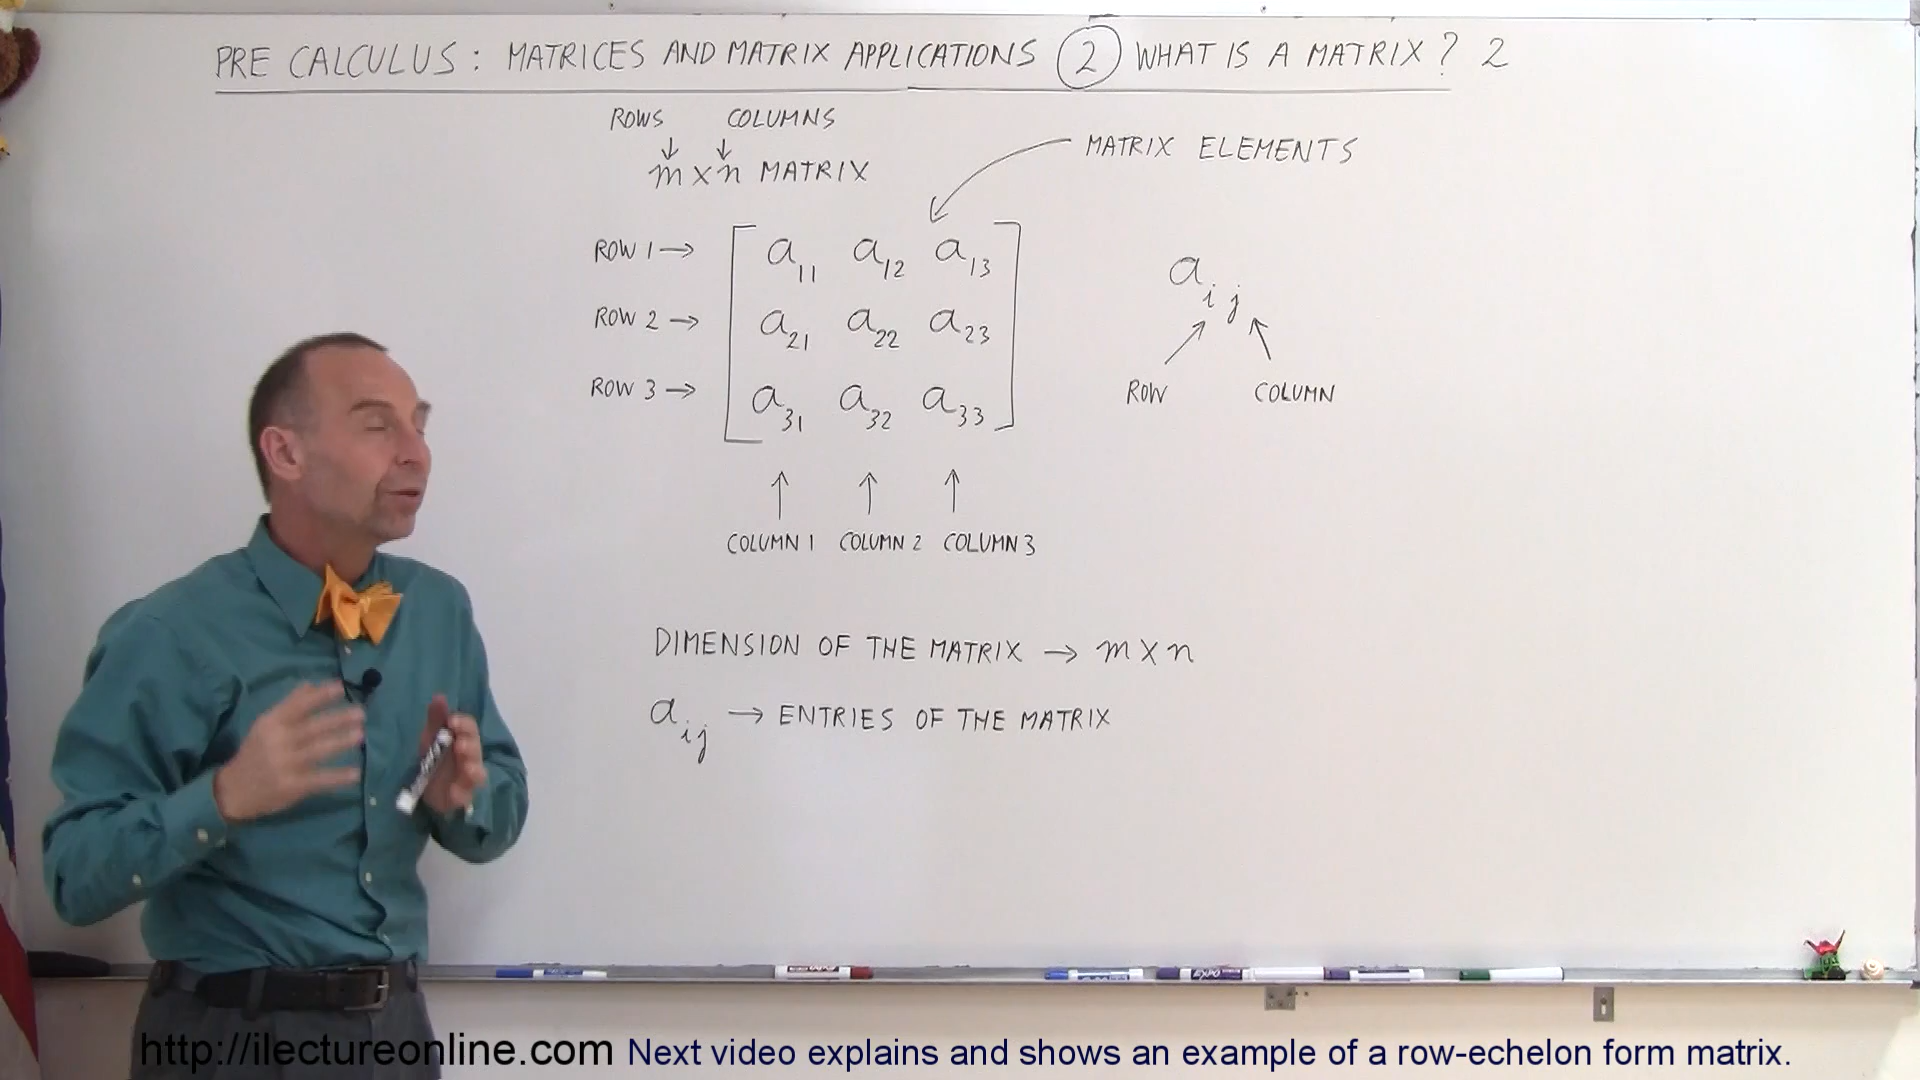 PRE CALCULUS: MATRICES AND MATRIX APPLICATIONS 2 WHAT IS A MATRIX? 2
ROWS COLUMNS
m x n MATRIX
MATRIX ELEMENTS
ROW 1 → a11 a12 a13
ROW 2 → a21 a22 a23
ROW 3 → a31 a32 a33
aij
ROW COLUMN
COLUMN 1 COLUMN 2 COLUMN 3
DIMENSION OF THE MATRIX → m x n
aij → ENTRIES OF THE MATRIX
http://ilectureonline.com Next video explains and shows an example of a row-echelon form matrix.